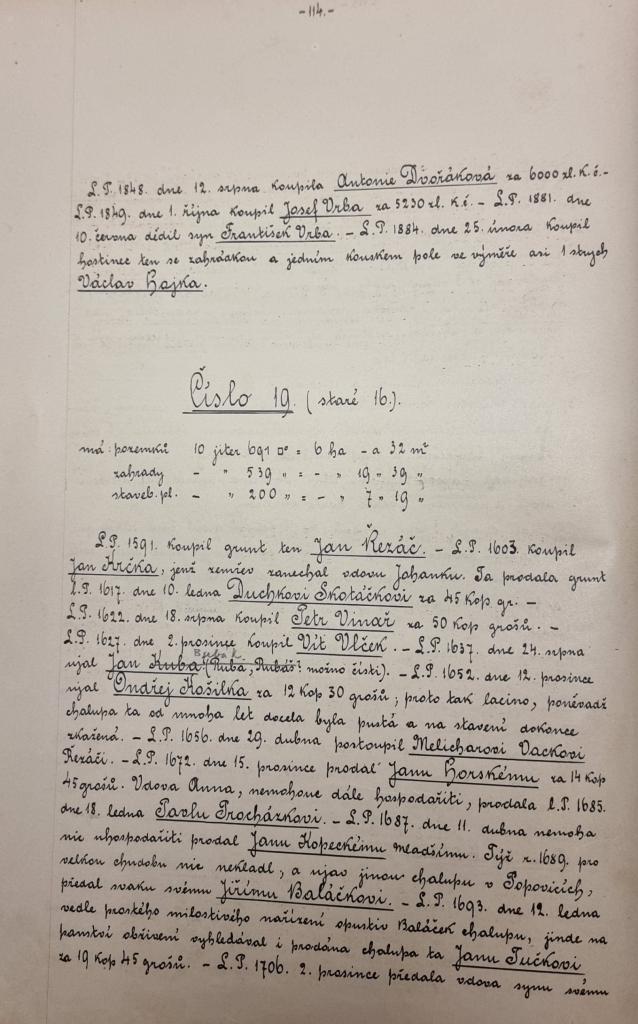 -114.-
L.P. 1848. dne 12. srpna koupila Antonie Dvořáková za 6000 zl. k. č.-
L.P. 1849. dne 1. října koupil Josef Vrba za 5230 zl. k.č. - L.P. 1881. dne
10. června dědil syn František Vrba. - L.P. 1884. dne 25. února koupil
hostinec ten se zahrádkou a jedním kouskem pole ve výměře asi 1 strych
Václav Hajka.
Číslo 19. (staré 16.).
má: pozemků 10 jiter 691 □° = 6 ha - a 32 m²
zahrady - " 539 " = - " 19 " 39 "
staveb. pl. - " 200 " = - " 7 " 19 "
L.P. 1591. koupil grunt ten Jan Řezáč. - L.P. 1603. koupil
Jan Krčka, jenž zemřev zanechal vdovu Johanku. Ta prodala grunt
l.P. 1617. dne 10. ledna Duchkovi Skotáčkovi za 45 kop gr. -
L.P. 1622. dne 18. srpna koupil Petr Vinař za 50 kop grošů. -
L.P. 1627. dne 2. prosince koupil Vít Vlček. - L.P. 1637. dne 24. srpna
Bubák
ujal Jan Kuba (Ruba, Rubáš? možno čísti). - L.P. 1652. dne 12. prosince
ujal Ondřej Košilka za 12 kop 30 grošů; proto tak lacino, poněvadž
chalupa ta od mnoha let docela byla pustá a na stavení dokonce
zkažená. - L.P. 1656. dne 29. dubna postoupil Melicharovi Vackovi
Řezáči. - L.P. 1672. dne 15. prosince prodal Janu Horskému za 14 kop
45 grošů. Vdova Anna, nemohouc dále hospodařiti, prodala l.P. 1685.
dne 18. ledna Pavlu Procházkovi. - L.P. 1687. dne 11. dubna nemoha
nic uhospodařiti prodal Janu Kopeckému mladšímu. Týž r. 1689. pro
velkou chudobu nic nekladl, a ujav jinou chalupu v Popovicích,
předal svaku svému Jiřímu Baláčkovi. - L.P. 1693. dne 12. ledna
vedle prostého milostivého nařízení opustiv Baláček chalupu, jinde na
panství obživení vyhledával i prodána chalupa ta Janu Tučkovi
za 19 kop 45 grošů. - L.P. 1706. 2. prosince předala vdova synu svému